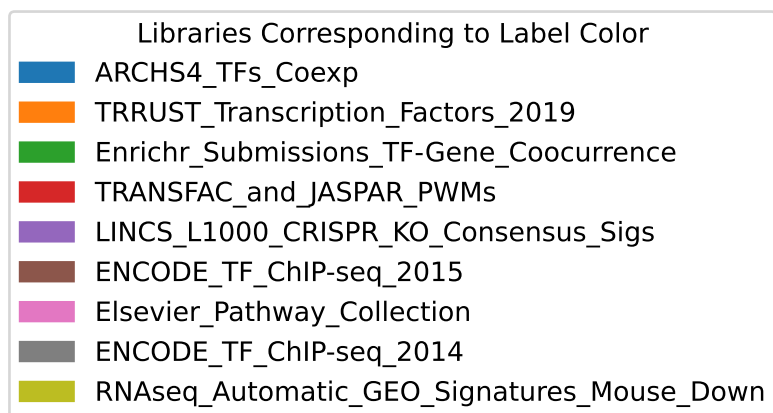 Libraries Corresponding to Label Color
ARCHS4_TFs_Coexp
TRRUST_Transcription_Factors_2019
Enrichr_Submissions_TF-Gene_Coocurrence
TRANSFAC_and_JASPAR_PWMs
LINCS_L1000_CRISPR_KO_Consensus_Sigs
ENCODE_TF_ChIP-seq_2015
Elsevier_Pathway_Collection
ENCODE_TF_ChIP-seq_2014
RNAseq_Automatic_GEO_Signatures_Mouse_Down